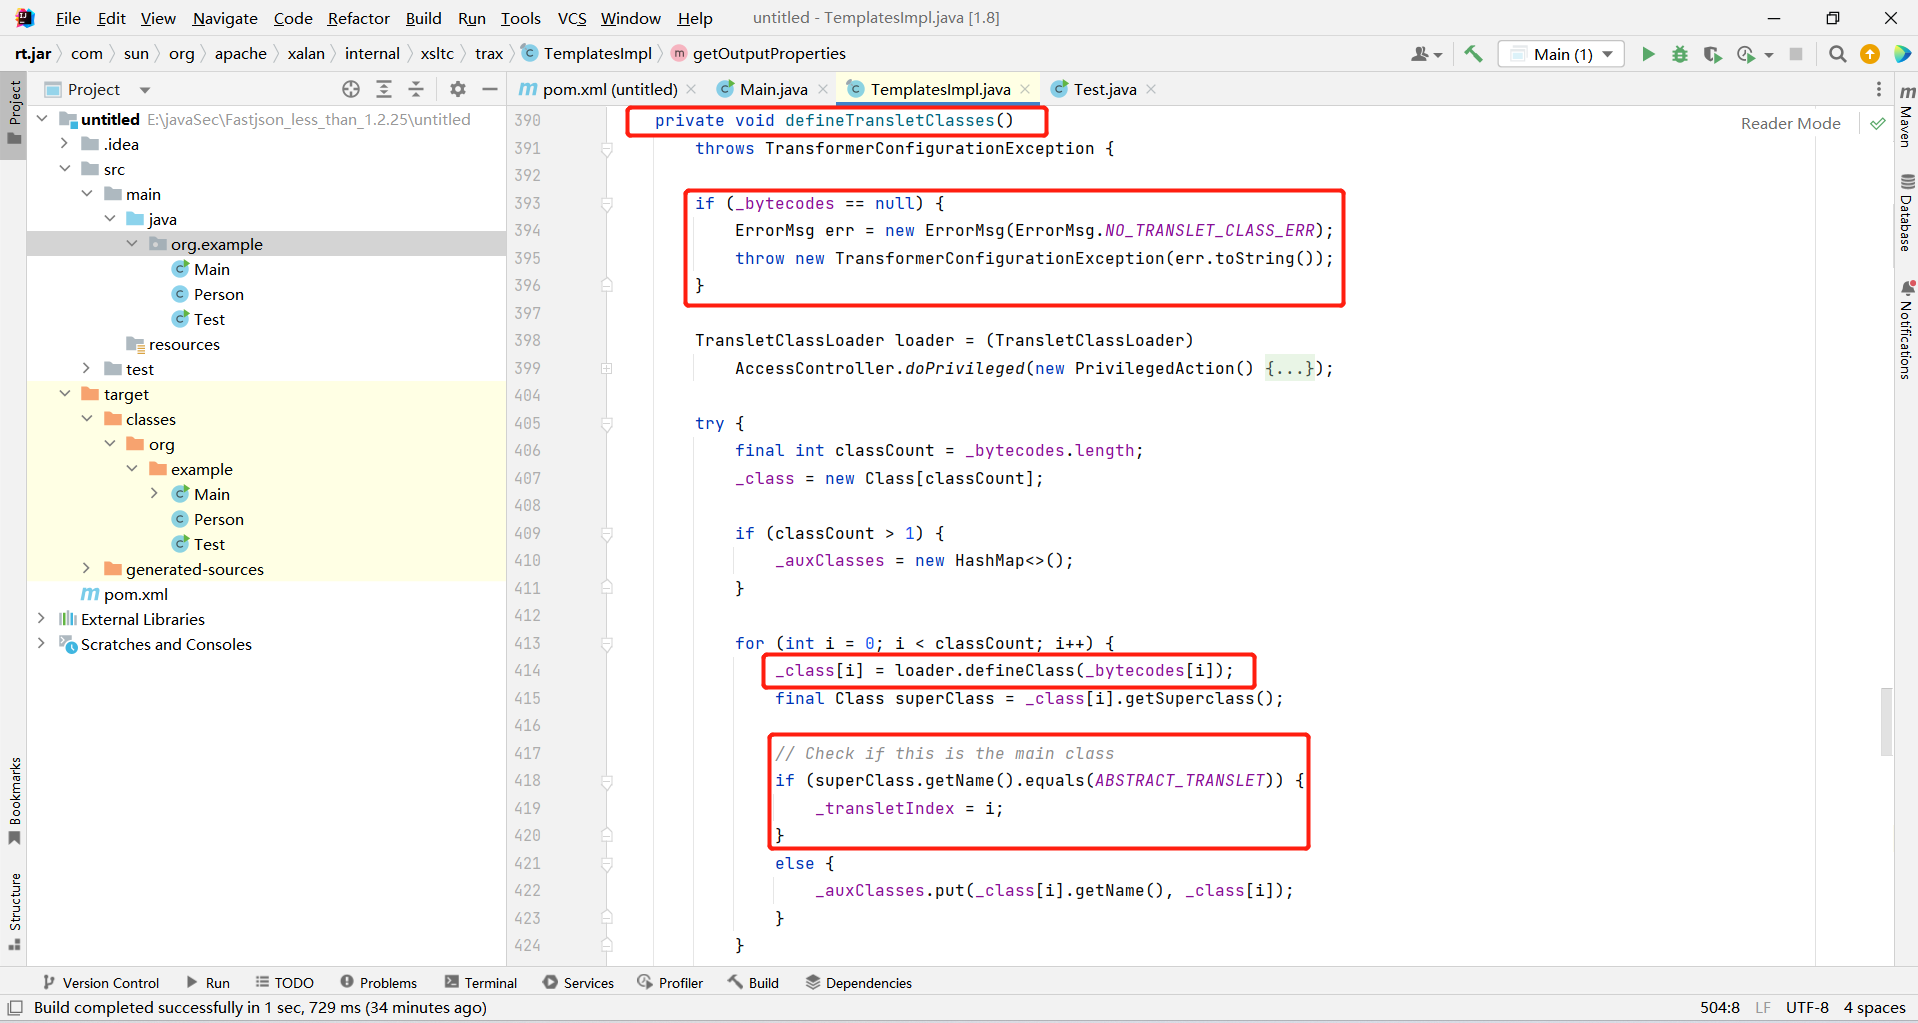 File Edit View Navigate Code Refactor Build Run Tools VCS Window Help untitled - TemplatesImpl.java [1.8]
rt.jar com sun org apache xalan internal xsltc trax TemplatesImpl getOutputProperties Main (1)
Project
pom.xml (untitled) Main.java TemplatesImpl.java Test.java
Reader Mode
Project
Bookmarks
Structure
untitled E:\javaSec\Fastjson_less_than_1.2.25\untitled
.idea
src
main
java
org.example
Main
Person
Test
resources
test
target
classes
org
example
Main
Person
Test
generated-sources
pom.xml
External Libraries
Scratches and Consoles
390 private void defineTransletClasses()
391 throws TransformerConfigurationException {
392
393 if (_bytecodes == null) {
394 ErrorMsg err = new ErrorMsg(ErrorMsg.NO_TRANSLET_CLASS_ERR);
395 throw new TransformerConfigurationException(err.toString());
396 }
397
398 TransletClassLoader loader = (TransletClassLoader)
399 AccessController.doPrivileged(new PrivilegedAction() {...});
404
405 try {
406 final int classCount = _bytecodes.length;
407 _class = new Class[classCount];
408
409 if (classCount > 1) {
410 _auxClasses = new HashMap<>();
411 }
412
413 for (int i = 0; i < classCount; i++) {
414 _class[i] = loader.defineClass(_bytecodes[i]);
415 final Class superClass = _class[i].getSuperclass();
416
417 // Check if this is the main class
418 if (superClass.getName().equals(ABSTRACT_TRANSLET)) {
419 _transletIndex = i;
420 }
421 else {
422 _auxClasses.put(_class[i].getName(), _class[i]);
423 }
424 }
Maven
Database
Notifications
Version Control Run TODO Problems Terminal Services Profiler Build Dependencies
Build completed successfully in 1 sec, 729 ms (34 minutes ago) 504:8 LF UTF-8 4 spaces